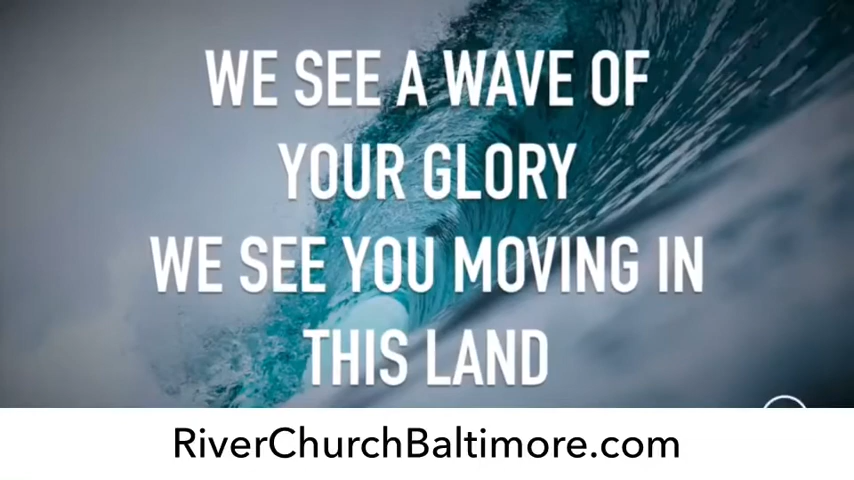 WE SEE A WAVE OF
YOUR GLORY
WE SEE YOU MOVING IN
THIS LAND
RiverChurchBaltimore.com